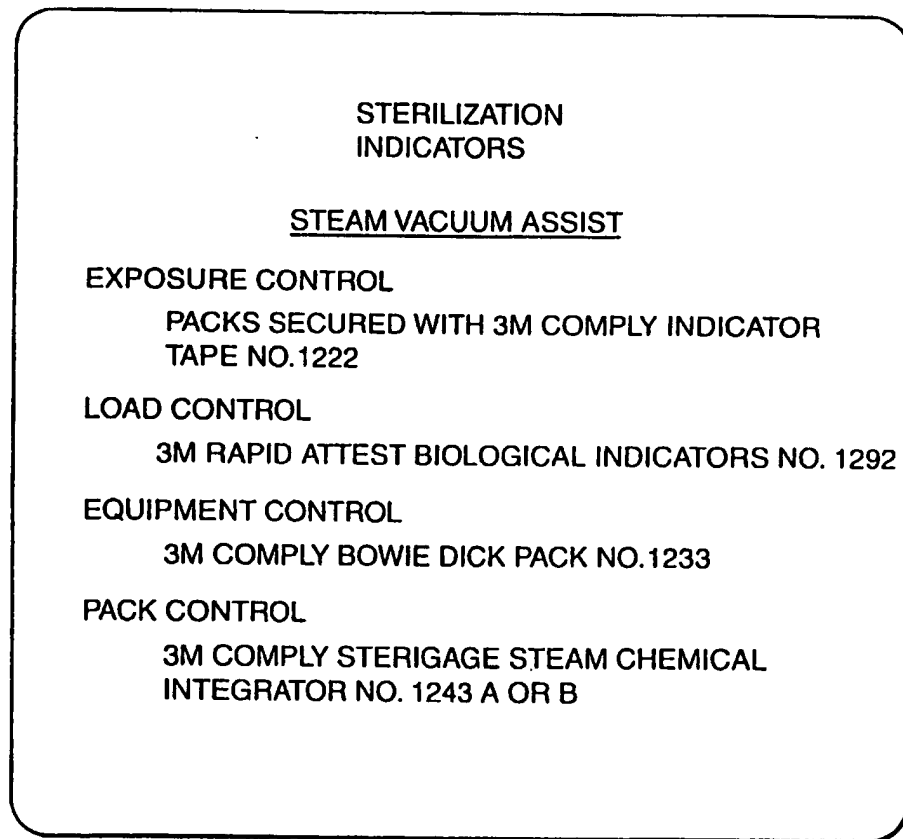 STERILIZATION
INDICATORS
STEAM VACUUM ASSIST
EXPOSURE CONTROL
PACKS SECURED WITH 3M COMPLY INDICATOR
TAPE NO.1222
LOAD CONTROL
3M RAPID ATTEST BIOLOGICAL INDICATORS NO. 1292
EQUIPMENT CONTROL
3M COMPLY BOWIE DICK PACK NO.1233
PACK CONTROL
3M COMPLY STERIGAGE STEAM CHEMICAL
INTEGRATOR NO. 1243 A OR B